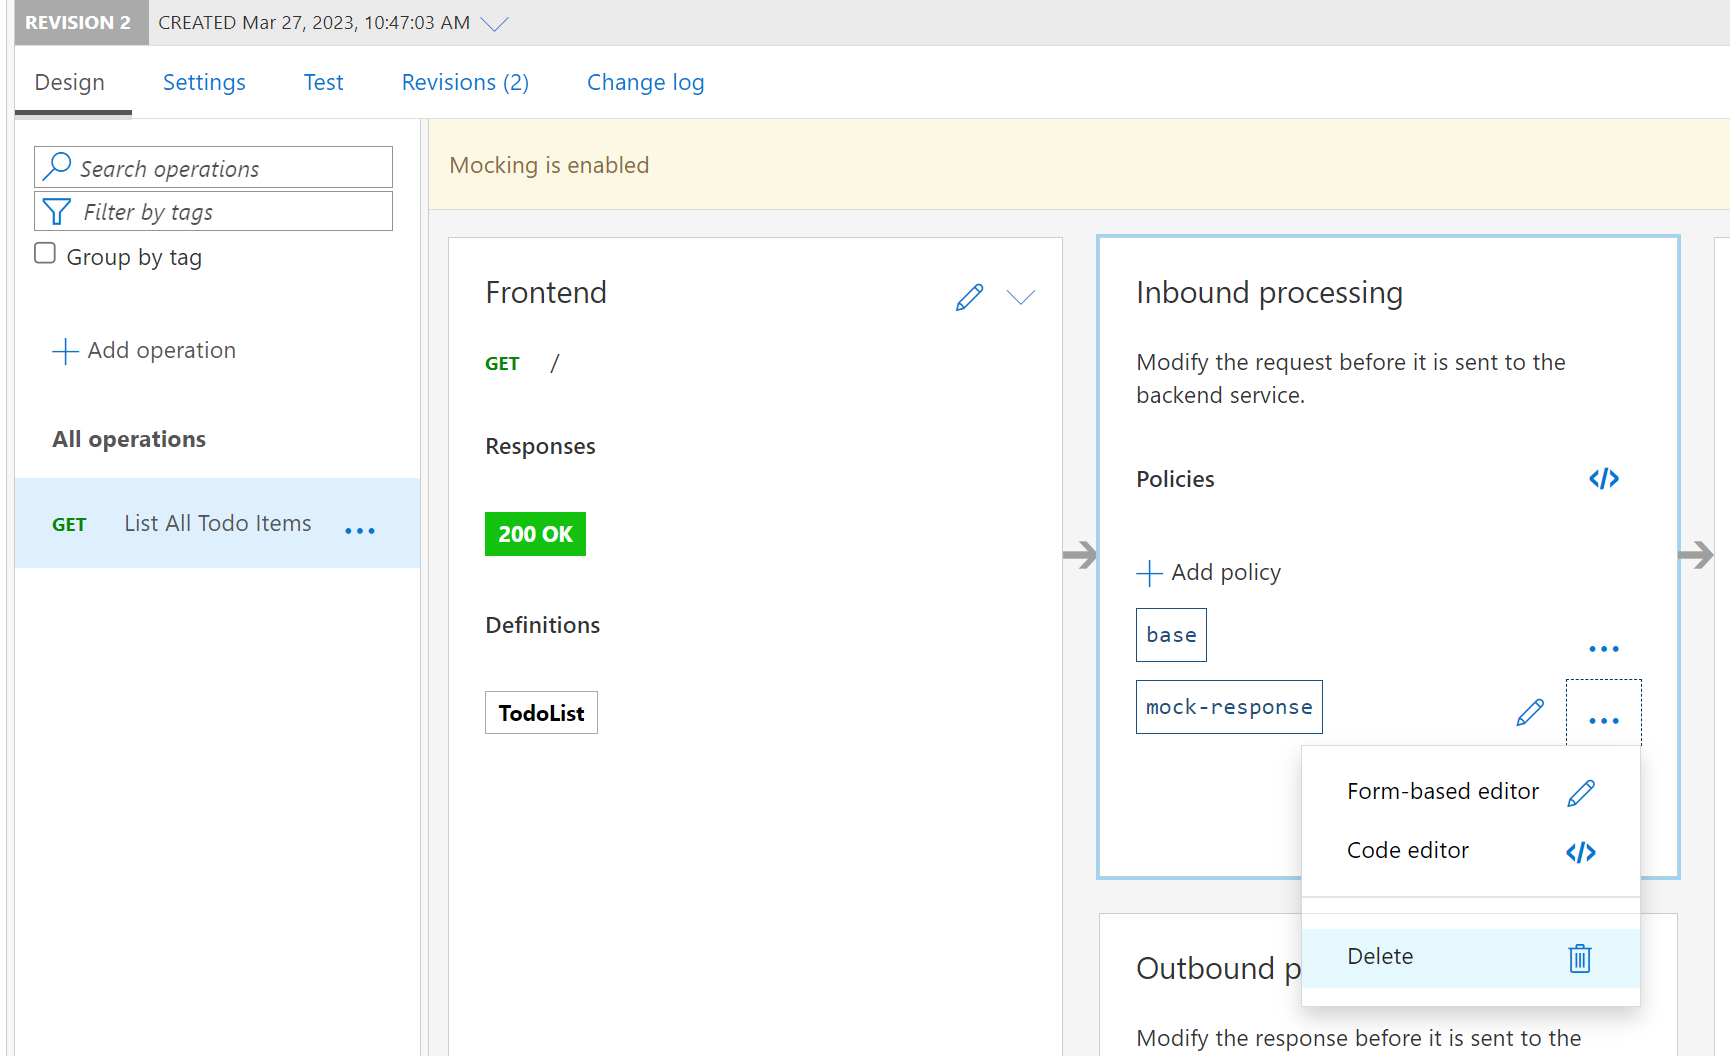 REVISION 2 CREATED Mar 27, 2023, 10:47:03 AM
Design Settings Test Revisions (2) Change log
Search operations
Filter by tags
Group by tag
Add operation
All operations
GET List All Todo Items
Mocking is enabled
Frontend
GET /
Responses
200 OK
Definitions
TodoList
Inbound processing
Modify the request before it is sent to the
backend service.
Policies
Add policy
base
mock-response
Form-based editor
Code editor
Delete
Outbound p
Modify the response before it is sent to the